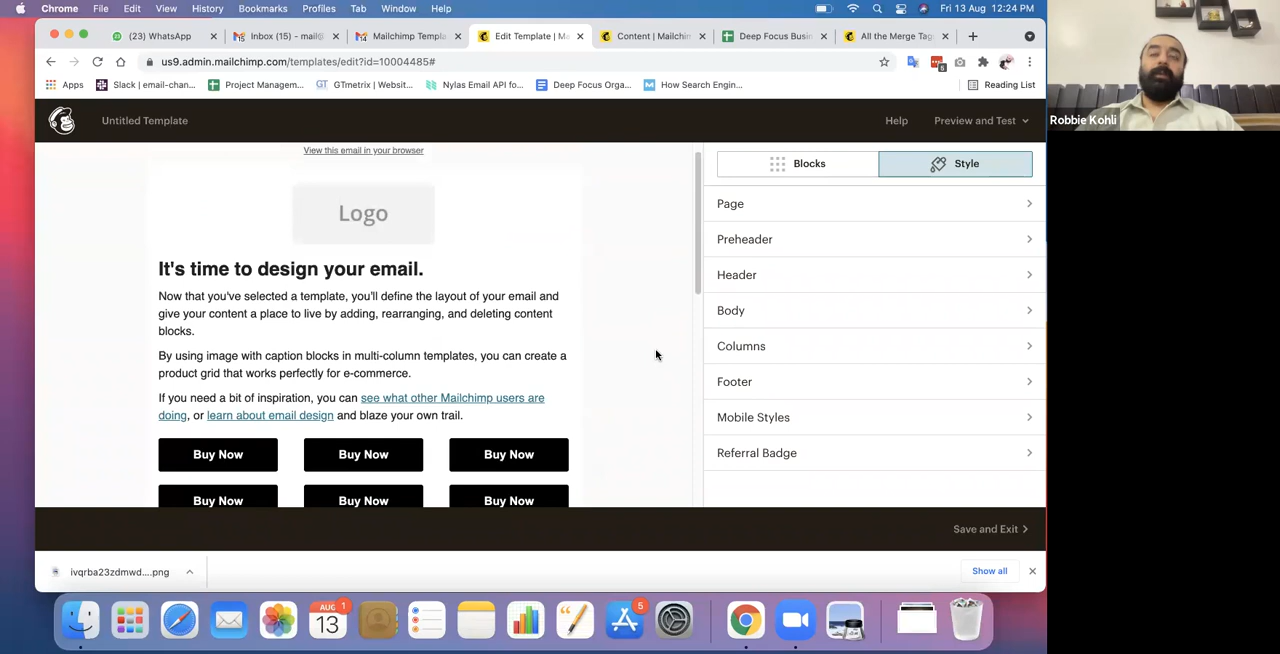 Chrome File Edit View History Bookmarks Profiles Tab Window Help Fri 13 Aug 12:24 PM
(23) WhatsApp
Inbox (15) - mail@
Mailchimp Templa
Edit Template | M
Content | Mailchim
Deep Focus Busin
All the Merge Tag
us9.admin.mailchimp.com/templates/edit?id=10004485#
Apps
Slack | email-chan...
Project Managem...
GTmetrix | Websit...
Nylas Email API fo...
Deep Focus Orga...
How Search Engin...
Reading List
Untitled Template
Help
Preview and Test
View this email in your browser
Logo
It's time to design your email.
Now that you've selected a template, you'll define the layout of your email and
give your content a place to live by adding, rearranging, and deleting content
blocks.
By using image with caption blocks in multi-column templates, you can create a
product grid that works perfectly for e-commerce.
If you need a bit of inspiration, you can see what other Mailchimp users are
doing, or learn about email design and blaze your own trail.
Buy Now Buy Now Buy Now
Buy Now Buy Now Buy Now
Blocks
Style
Page
Preheader
Header
Body
Columns
Footer
Mobile Styles
Referral Badge
Save and Exit
ivqrba23zdmwd....png
Show all
AUG 1
13
5
Robbie Kohli